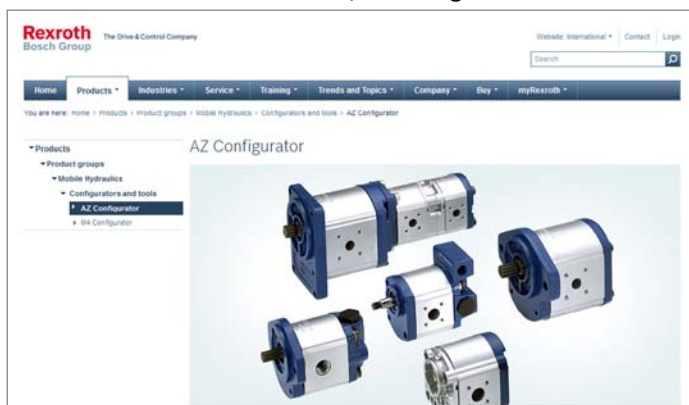 Rexroth
Bosch Group
The Drive & Control Company
Website: International Contact Login
Search
Home Products Industries Service Training Trends and Topics Company Buy myRexroth
You are here: Home > Products > Product groups > Mobile Hydraulics > Configurators and tools > AZ Configurator
Products
Product groups
Mobile Hydraulics
Configurators and tools
AZ Configurator
M4 Configurator
AZ Configurator